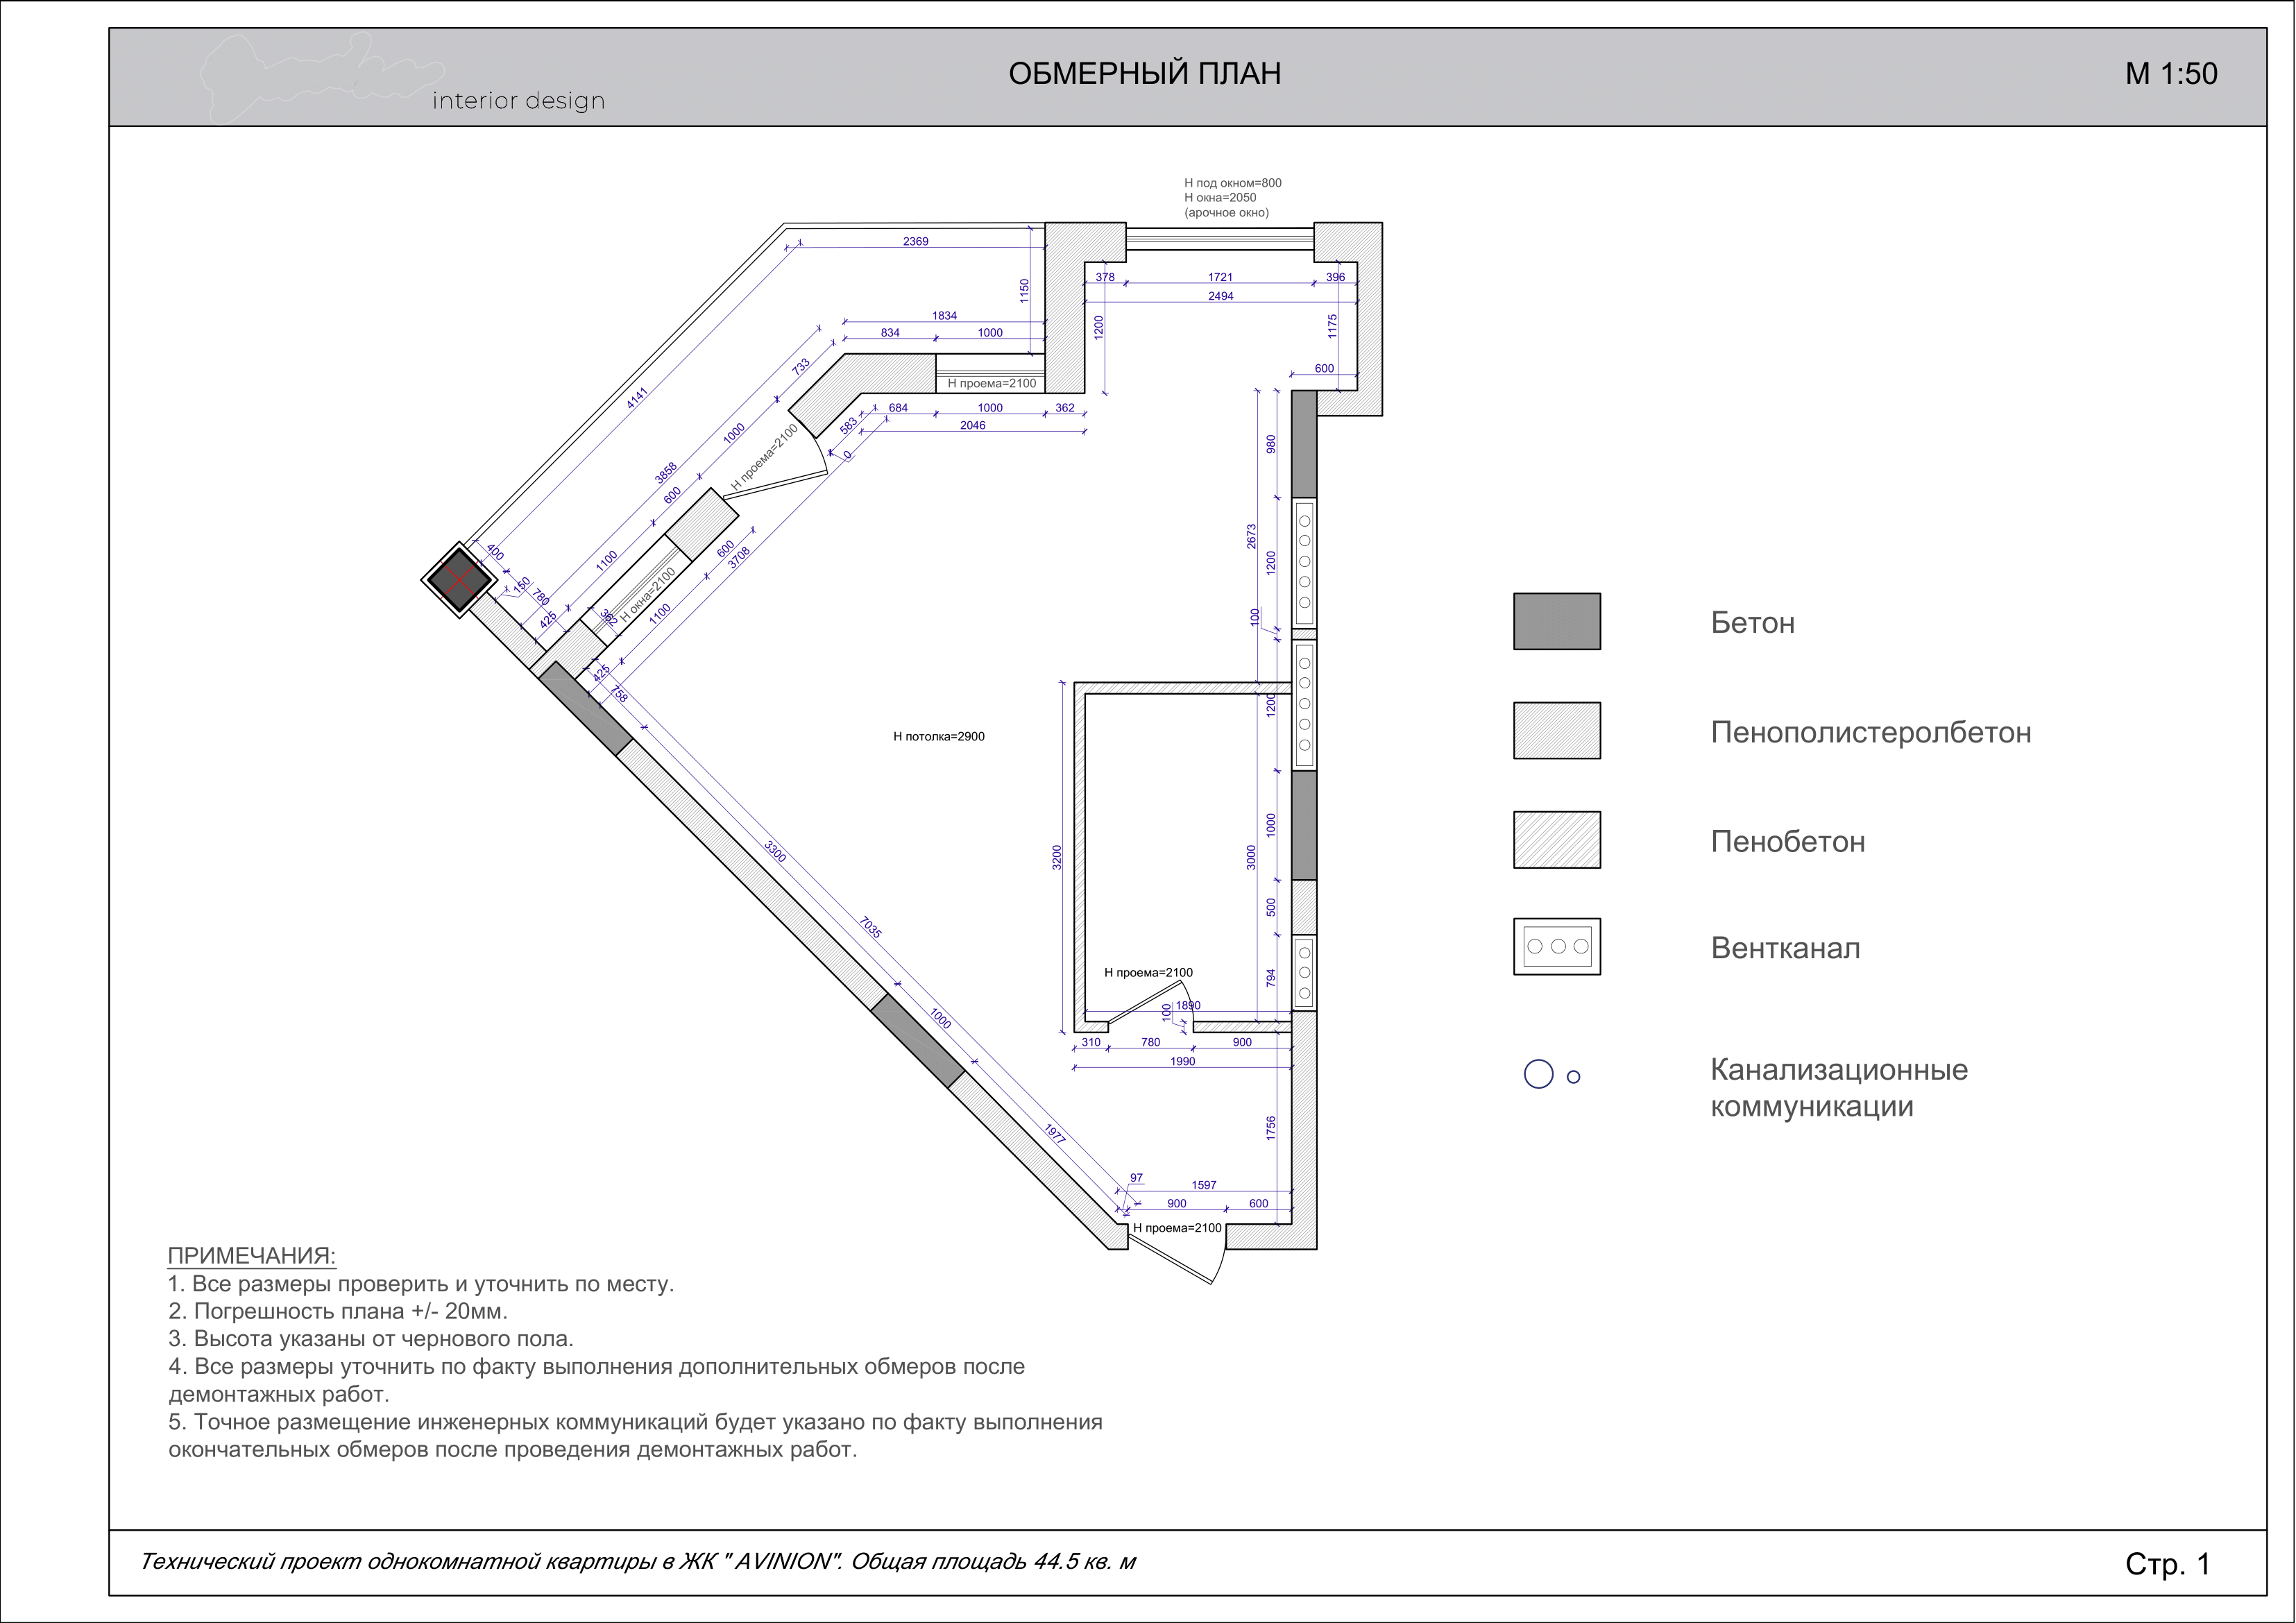 interior design
ОБМЕРНЫЙ ПЛАН
М 1:50
Н под окном=800
Н окна=2050
(арочное окно)
2369
1150
378
1721
396
2494
1200
1175
1834
834
1000
600
733
Н проема=2100
4141
684
1000
362
2046
583
0
1000
Н проема=2100
980
3858
600
2673
1200
400
150
780
425
1100
600
3708
Н окна=2100
362
1100
100
425
758
1200
Н потолка=2900
3300
7035
1000
1977
3200
3000
1000
500
794
Н проема=2100
1890
100
310
780
900
1990
1756
97
1597
900
600
Н проема=2100
Бетон
Пенополистеролбетон
Пенобетон
Вентканал
Канализационные
коммуникации
ПРИМЕЧАНИЯ:
1. Все размеры проверить и уточнить по месту.
2. Погрешность плана +/- 20мм.
3. Высота указаны от чернового пола.
4. Все размеры уточнить по факту выполнения дополнительных обмеров после
демонтажных работ.
5. Точное размещение инженерных коммуникаций будет указано по факту выполнения
окончательных обмеров после проведения демонтажных работ.
Технический проект однокомнатной квартиры в ЖК " AVINION". Общая площадь 44.5 кв. м
Стр. 1